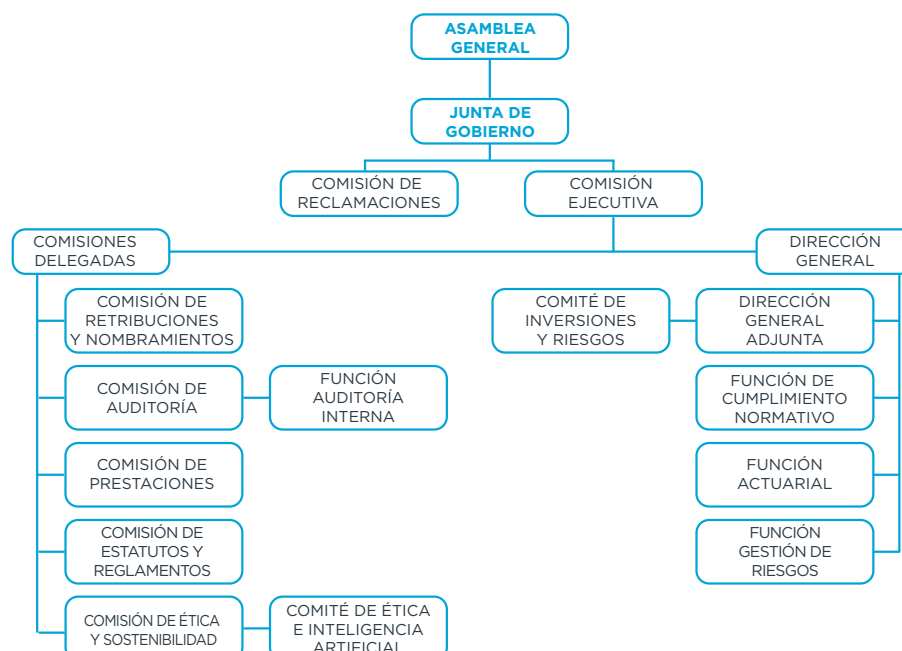 ASAMBLEA
GENERAL
JUNTA DE
GOBIERNO
COMISIÓN DE
RECLAMACIONES
COMISIÓN
EJECUTIVA
COMISIONES
DELEGADAS
DIRECCIÓN
GENERAL
COMISIÓN DE
RETRIBUCIONES
Y NOMBRAMIENTOS
COMITÉ DE
INVERSIONES
Y RIESGOS
DIRECCIÓN
GENERAL
ADJUNTA
COMISIÓN DE
AUDITORÍA
FUNCIÓN
AUDITORÍA
INTERNA
FUNCIÓN DE
CUMPLIMIENTO
NORMATIVO
COMISIÓN DE
PRESTACIONES
FUNCIÓN
ACTUARIAL
COMISIÓN DE
ESTATUTOS Y
REGLAMENTOS
FUNCIÓN
GESTIÓN DE
RIESGOS
COMISIÓN DE ÉTICA
Y SOSTENIBILIDAD
COMITÉ DE ÉTICA
E INTELIGENCIA
ARTIFICIAL